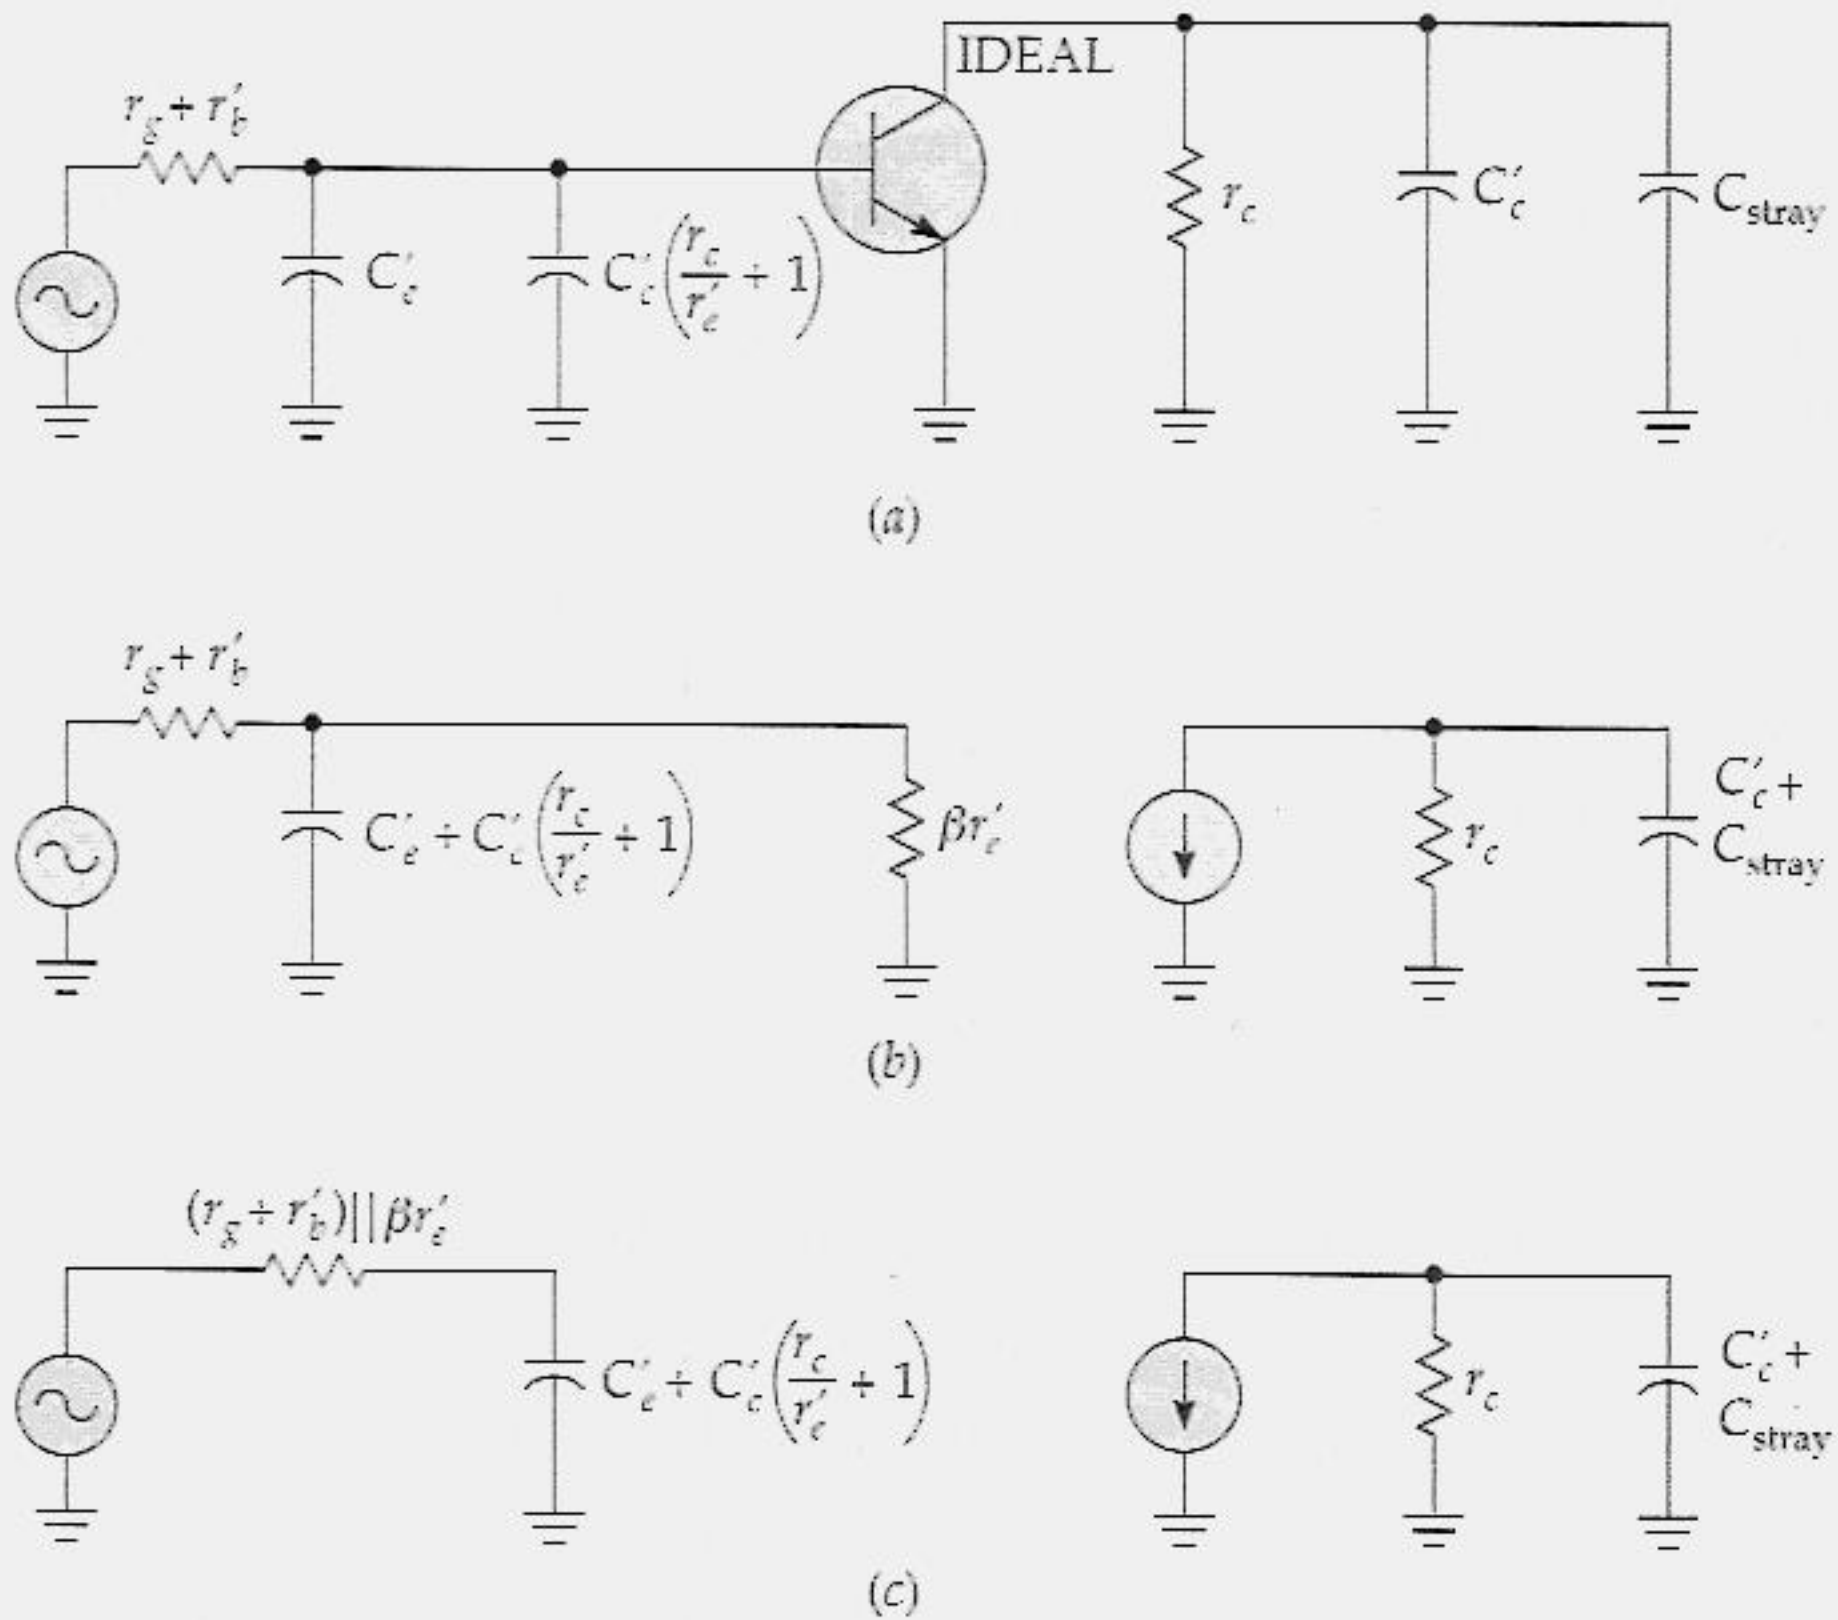 IDEAL
r_g + r'_b
C'_e
C'_c (r_c / r'_e + 1)
r_c
C'_c
C_stray
(a)
r_g + r'_b
C'_e + C'_c (r_c / r'_e + 1)
βr'_e
r_c
C'_c +
C_stray
(b)
(r_g + r'_b)||βr'_e
C'_e + C'_c (r_c / r'_e + 1)
r_c
C'_c +
C_stray
(c)